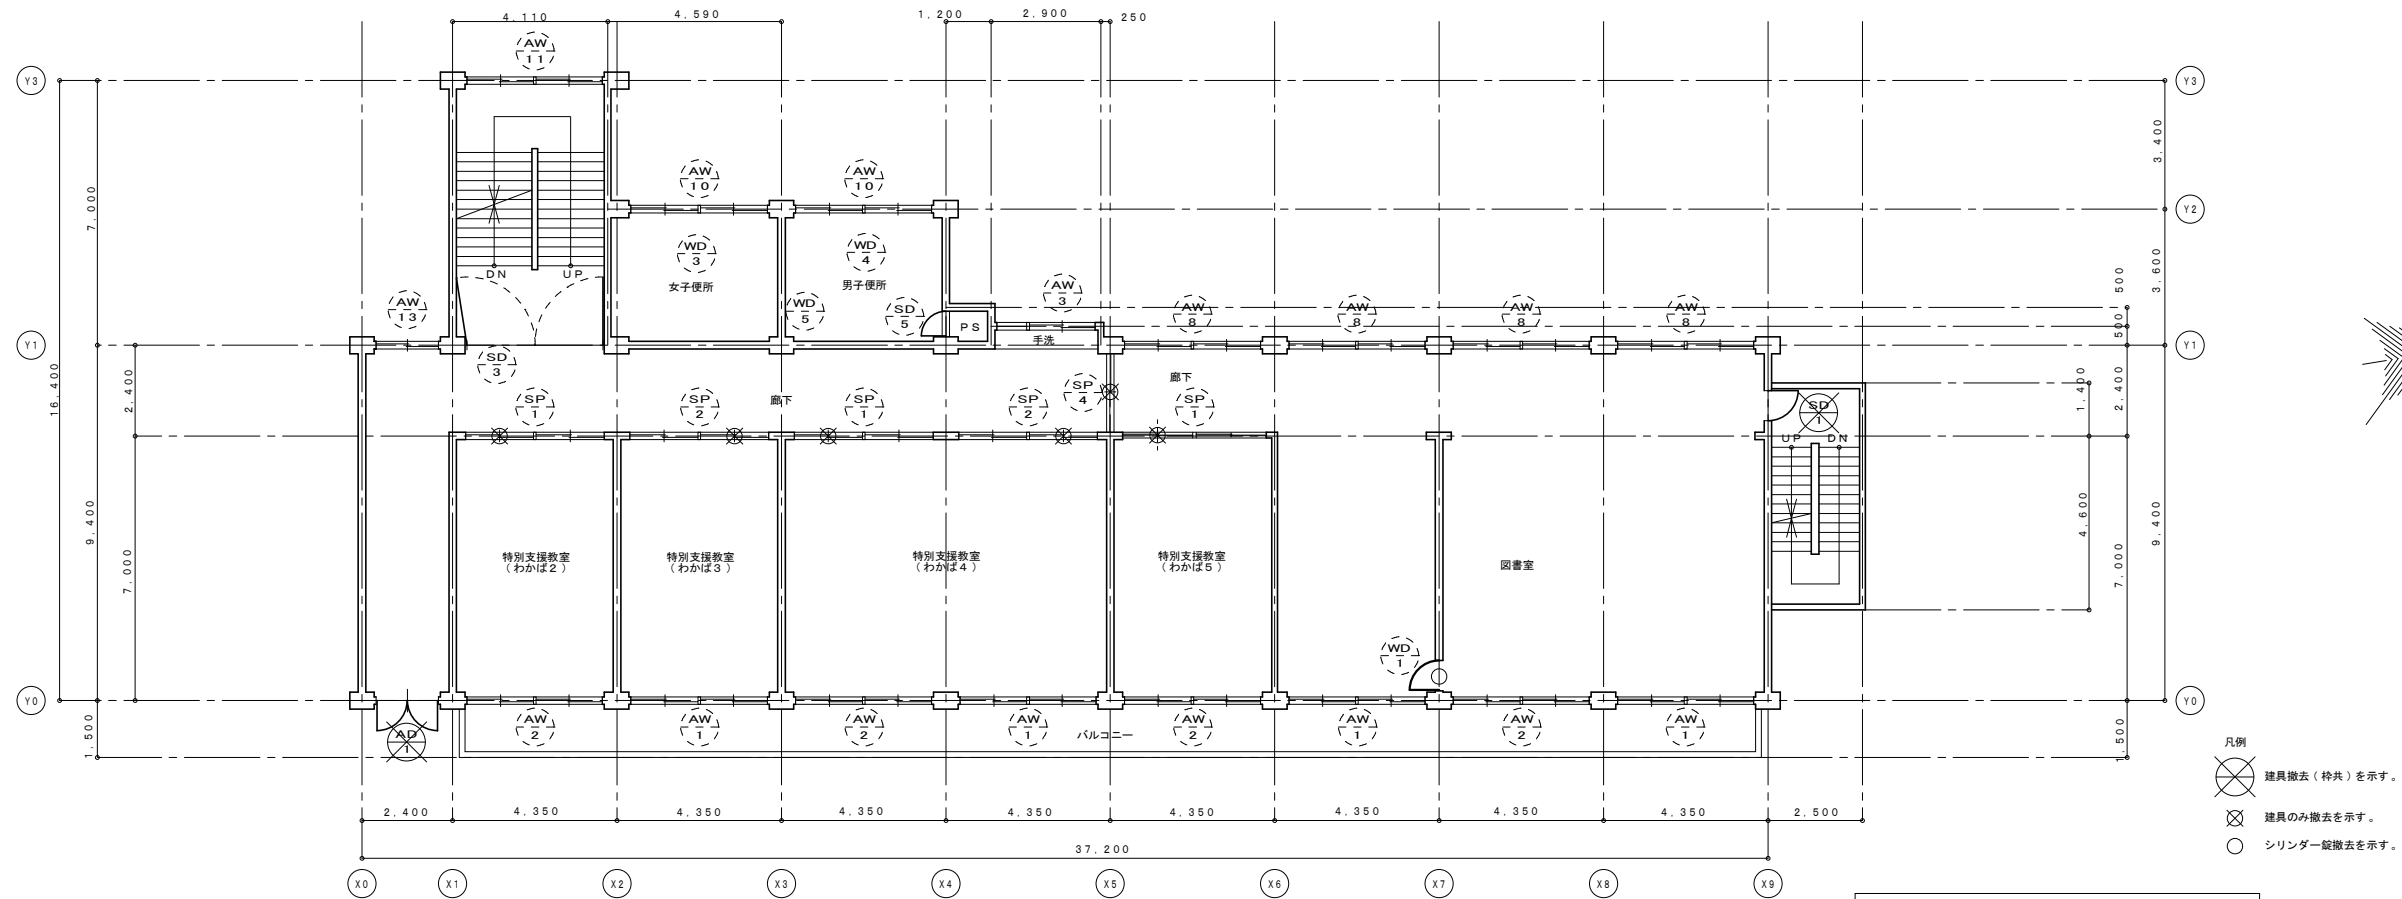 4,110
4,590
1,200
2,900
250
AW
11
Y3
Y3
3,400
AW
10
AW
10
7,000
Y2
Y2
WD
3
WD
4
DN
UP
女子便所
男子便所
3,600
500
AW
13
WD
5
SD
5
AW
3
AW
8
AW
8
AW
8
AW
8
PS
500
手洗
Y1
Y1
SD
3
廊下
16,400
2,400
SP
1
SP
2
廊下
SP
1
SP
2
SP
4
SP
1
SD
1
1,400
2,400
UP
DN
9,400
7,000
4,600
7,000
9,400
特別支援教室
(わかば2)
特別支援教室
(わかば3)
特別支援教室
(わかば4)
特別支援教室
(わかば5)
図書室
WD
1
Y0
Y0
1,500
AD
1
AW
2
AW
1
AW
2
AW
1
AW
2
AW
1
AW
2
AW
1
バルコニー
1,500
凡例
建具撤去(枠共)を示す。
建具のみ撤去を示す。
シリンダー錠撤去を示す。
2,400
4,350
4,350
4,350
4,350
4,350
4,350
4,350
4,350
2,500
37,200
X0
X1
X2
X3
X4
X5
X6
X7
X8
X9